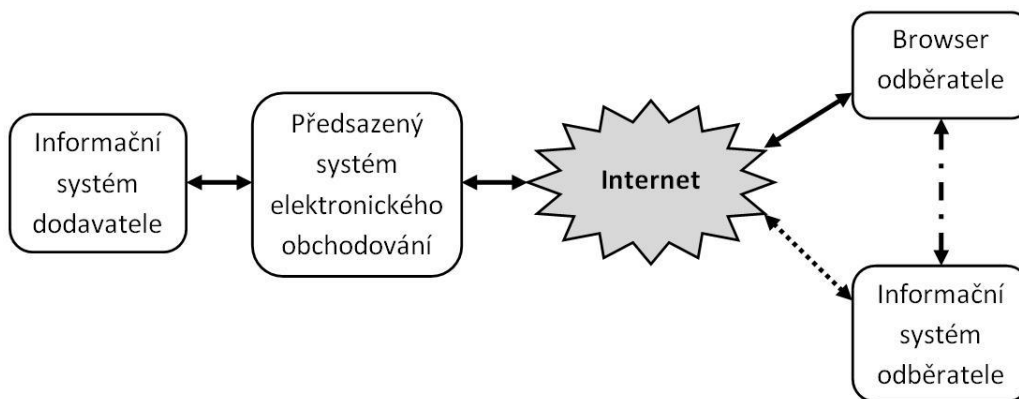 Informační
systém
dodavatele
Předsazený
systém
elektronického
obchodování
Internet
Browser
odběratele
Informační
systém
odběratele